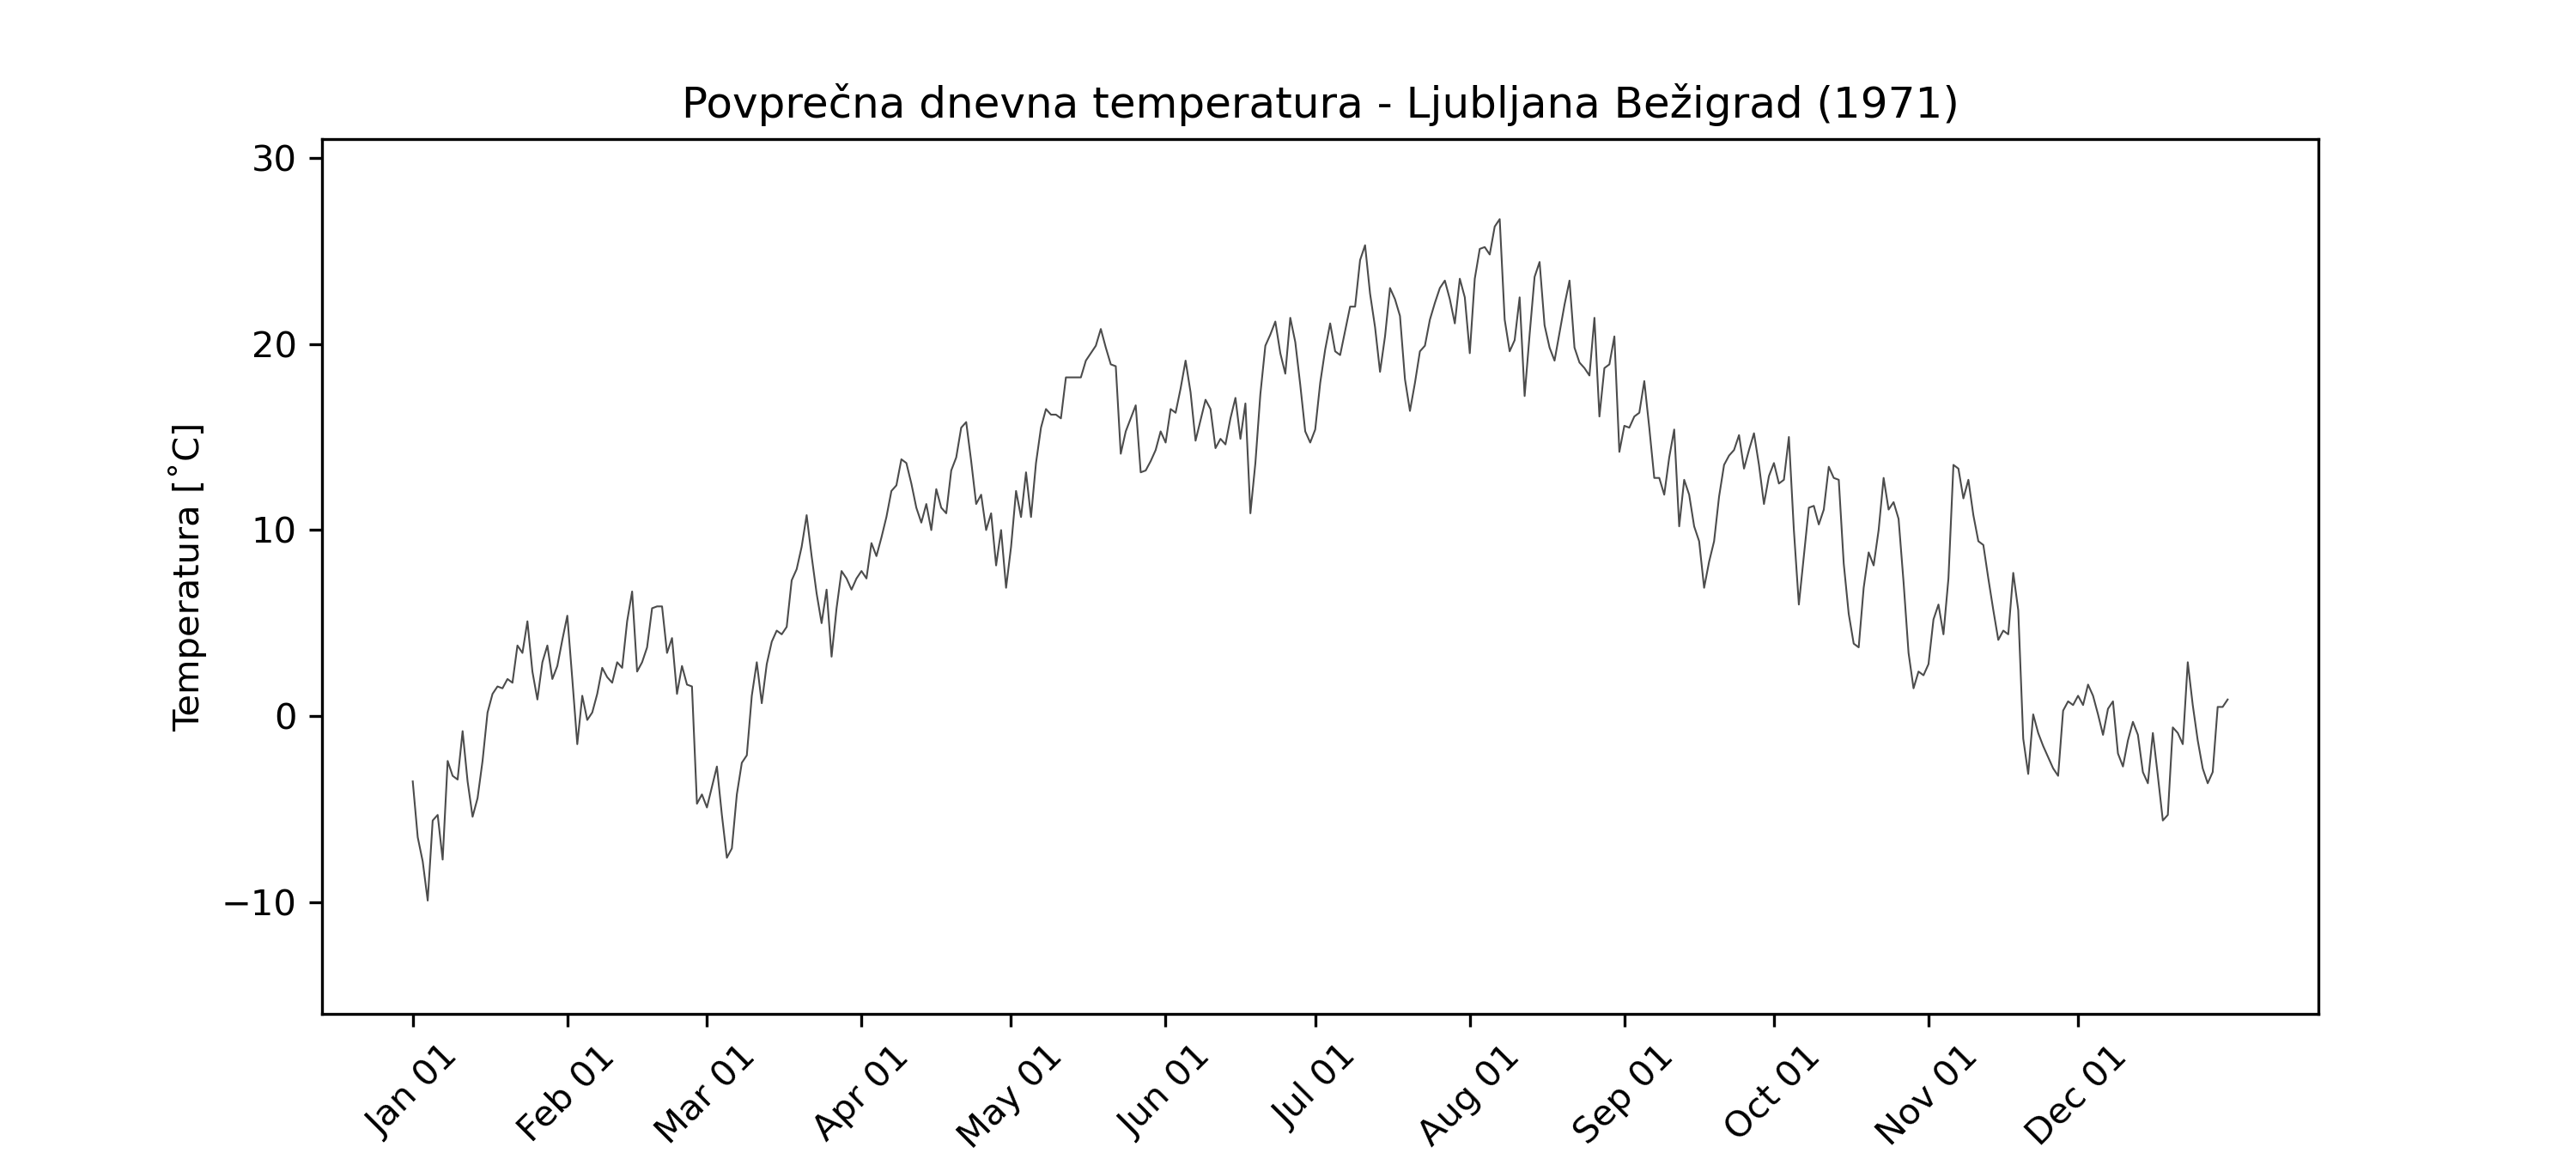 Povprečna dnevna temperatura - Ljubljana Bežigrad (1971)
Temperatura [˚C]
30
20
10
0
−10
Jan 01
Feb 01
Mar 01
Apr 01
May 01
Jun 01
Jul 01
Aug 01
Sep 01
Oct 01
Nov 01
Dec 01